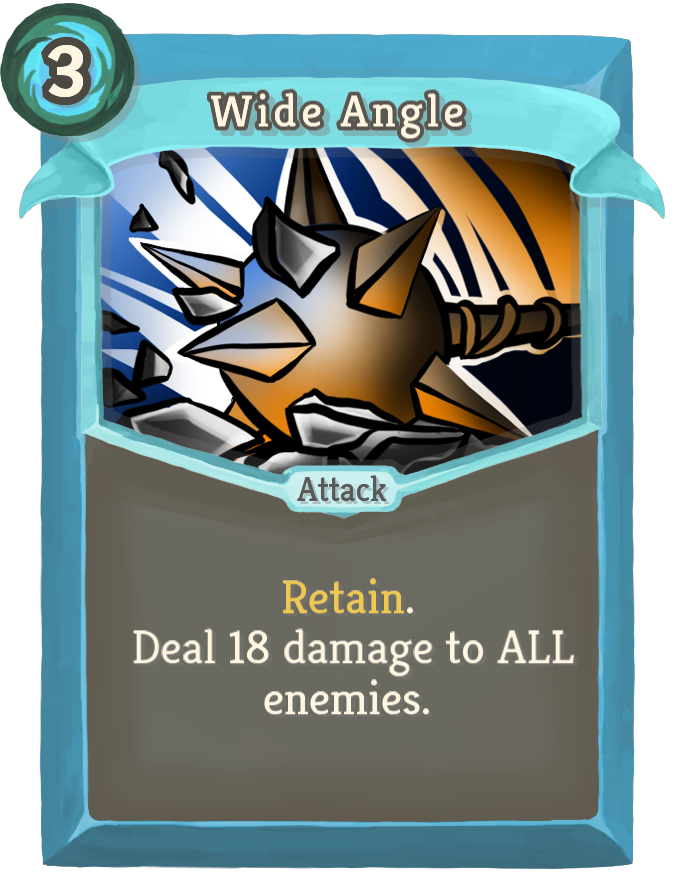 3
Wide Angle
Attack
Retain.
Deal 18 damage to ALL
enemies.